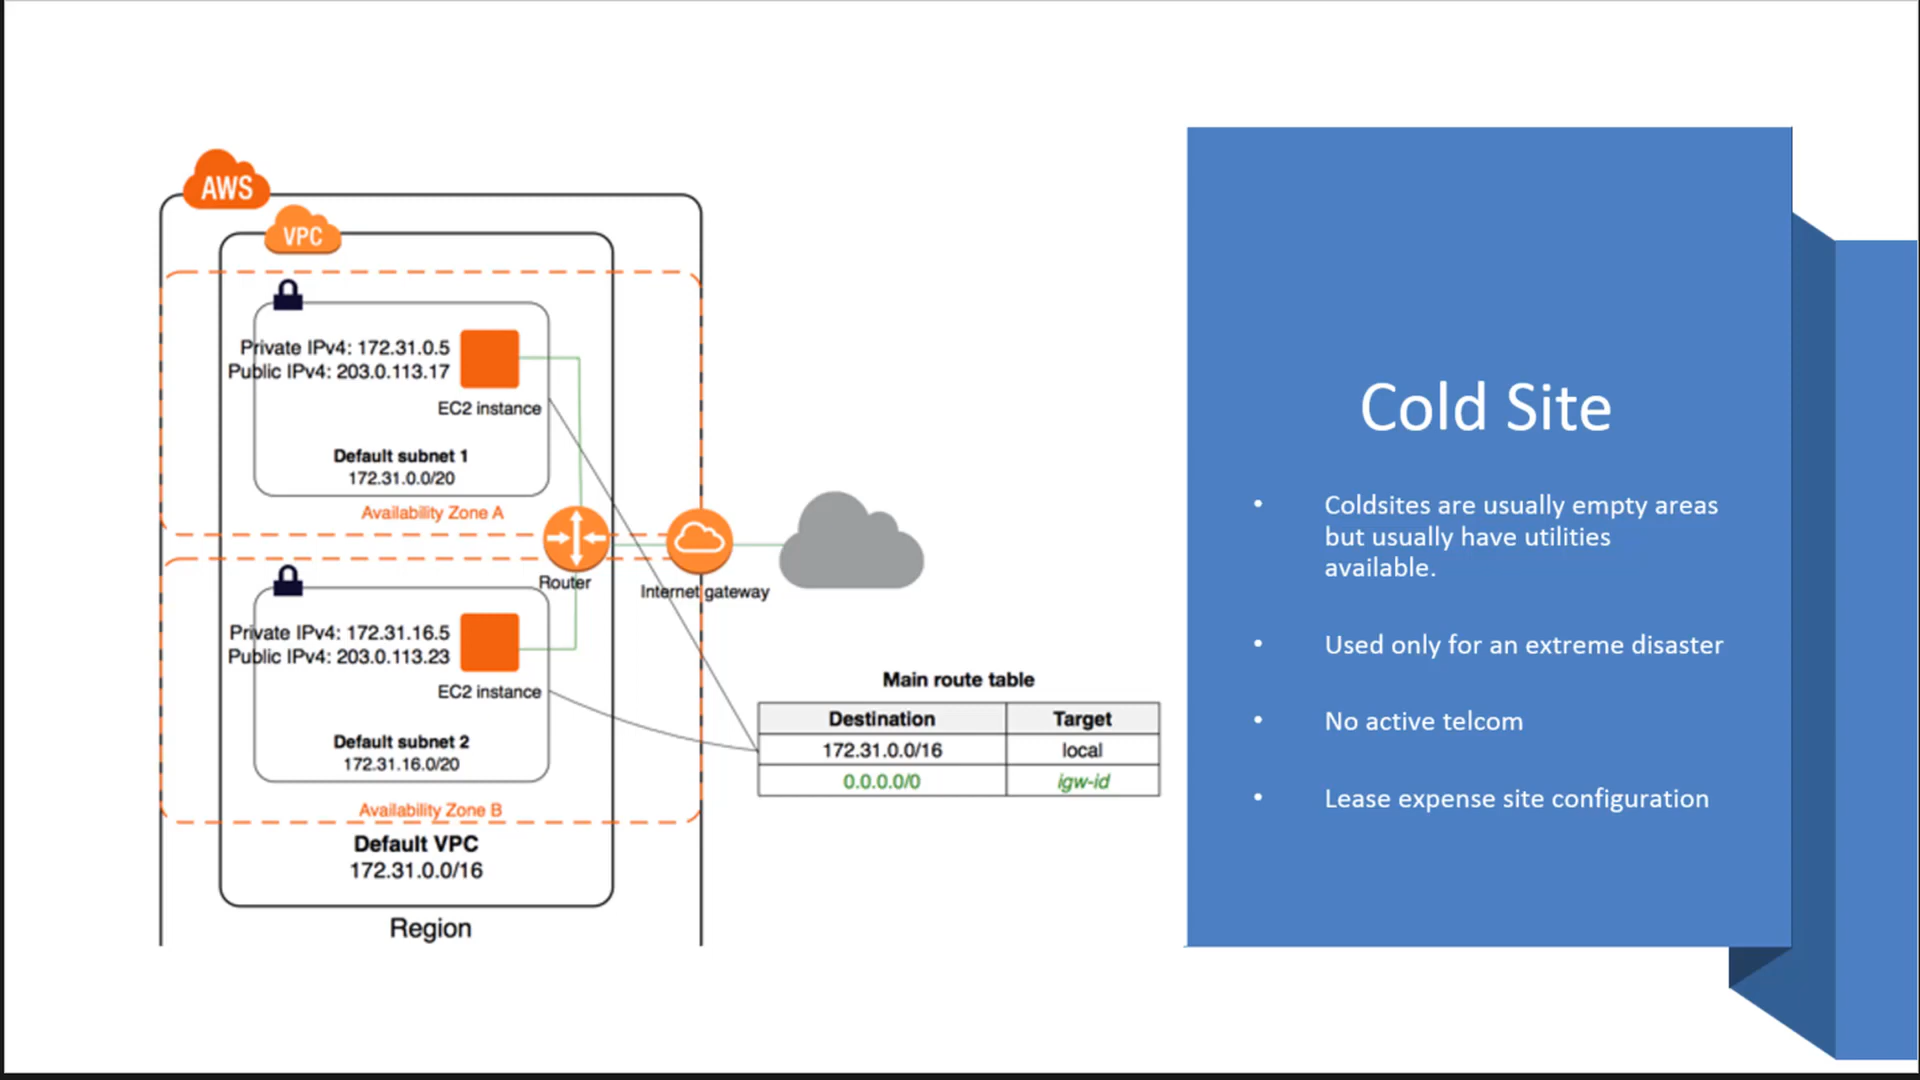 AWS
VPC
Private IPv4: 172.31.0.5
Public IPv4: 203.0.113.17
EC2 instance
Default subnet 1
172.31.0.0/20
Availability Zone A
Router
Internet gateway
Private IPv4: 172.31.16.5
Public IPv4: 203.0.113.23
EC2 instance
Default subnet 2
172.31.16.0/20
Availability Zone B
Default VPC
172.31.0.0/16
Region
Main route table
Destination Target
172.31.0.0/16 local
0.0.0.0/0 igw-id
Cold Site
• Coldsites are usually empty areas
but usually have utilities
available.
• Used only for an extreme disaster
• No active telcom
• Lease expense site configuration